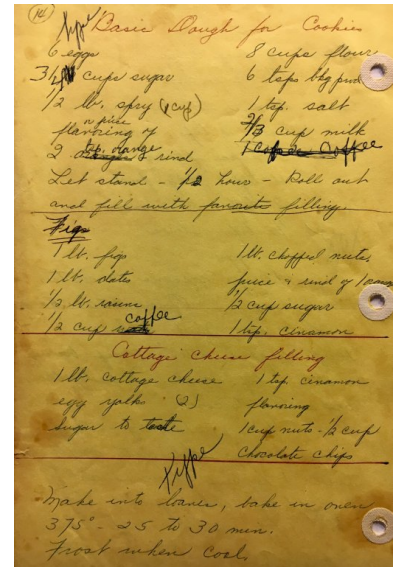 (14)
type
Basic Dough for Cookies
6 eggs 8 cups flour
3/4 cups sugar 6 tsps bkg pwd
1/2 lb. spry (1 cup) 1 tsp. salt
flavoring of 2/3 cup milk
2 tsp. orange rind
Let stand - 1/2 hour - Roll out
and fill with favorite filling.
Figs
1 lb. figs 1 lb. chopped nuts.
1 lb. dates juice & rind of 1
1/2 lb. raisins 1/2 cup sugar
1/2 cup coffee 1 tsp. cinnamon
Cottage cheese filling
1 lb. cottage cheese 1 tsp. cinamon
egg yolks (2) flavoring
sugar to taste 1 cup nuts - 1/2 cup
chocolate chips
Make into loaves, bake in oven
375° - 25 to 30 min.
Frost when cool.